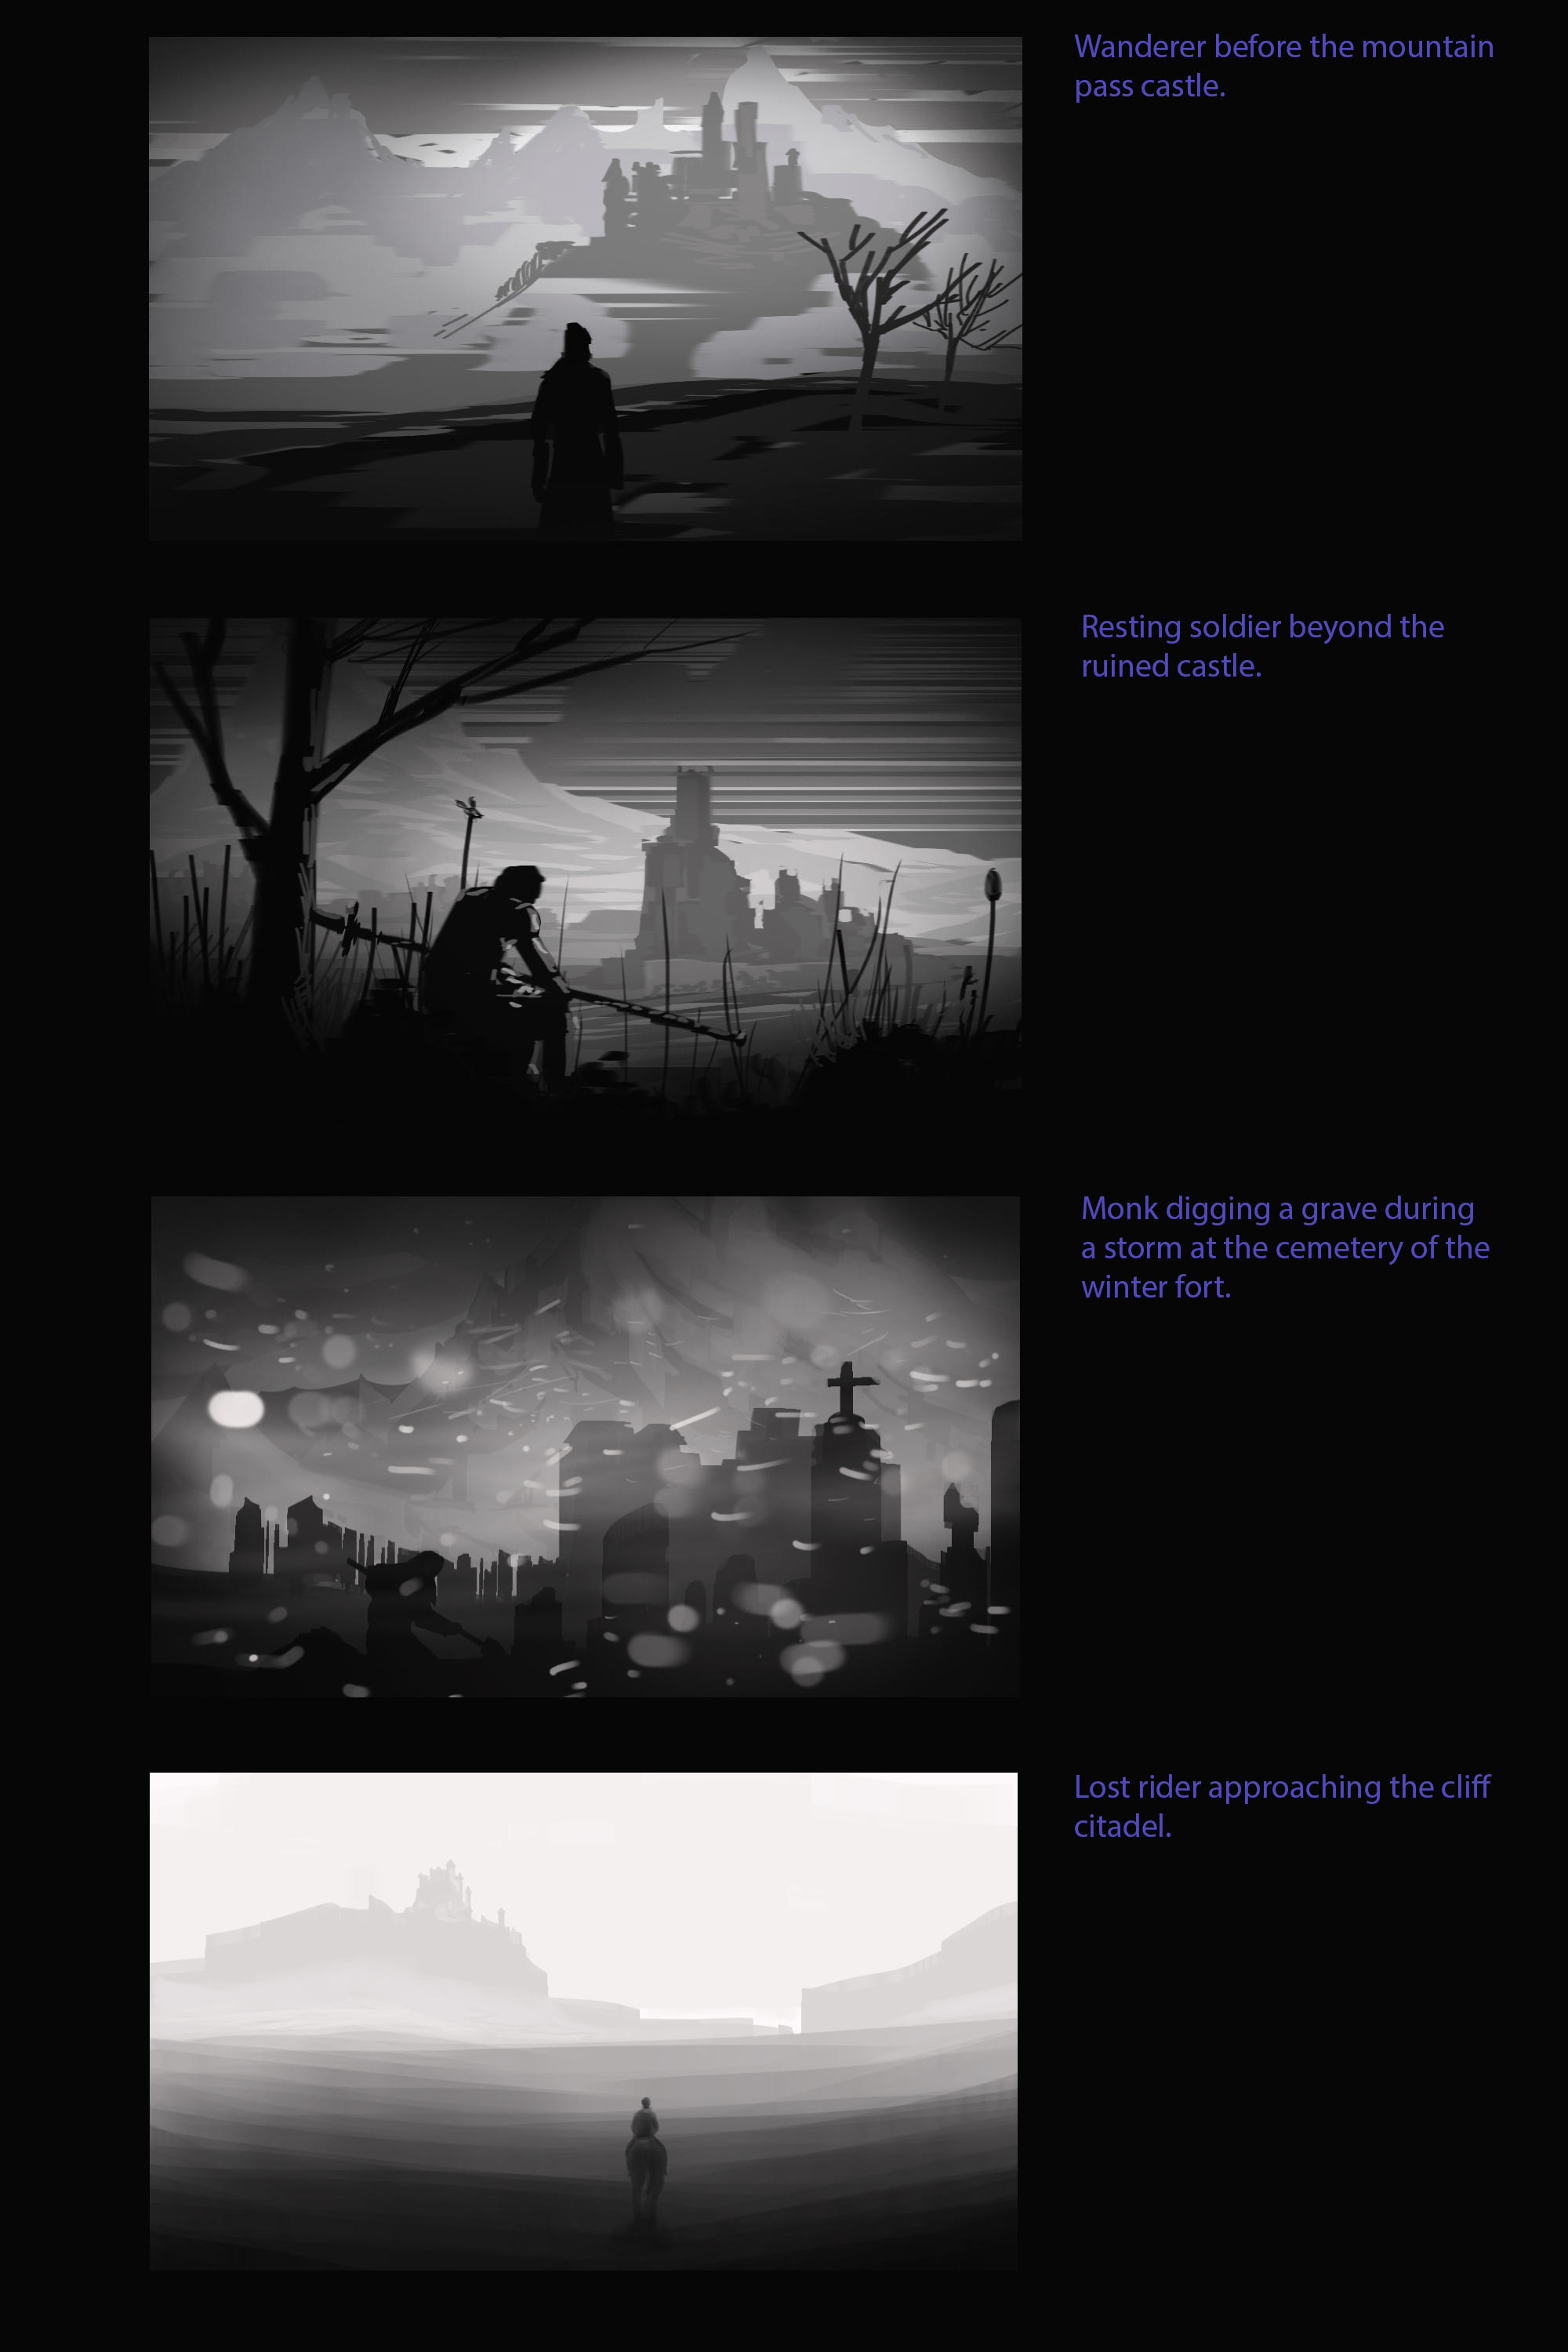 Wanderer before the mountain
pass castle.
Resting soldier beyond the
ruined castle.
Monk digging a grave during
a storm at the cemetery of the
winter fort.
Lost rider approaching the cliff
citadel.